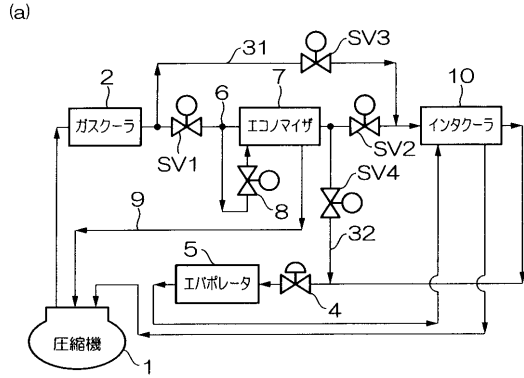 (a)
31
SV3
2
6
7
10
ガスクーラ
エコノマイザ
インタクーラ
SV1
SV2
SV4
8
9
5
32
エバポレータ
4
圧縮機
1